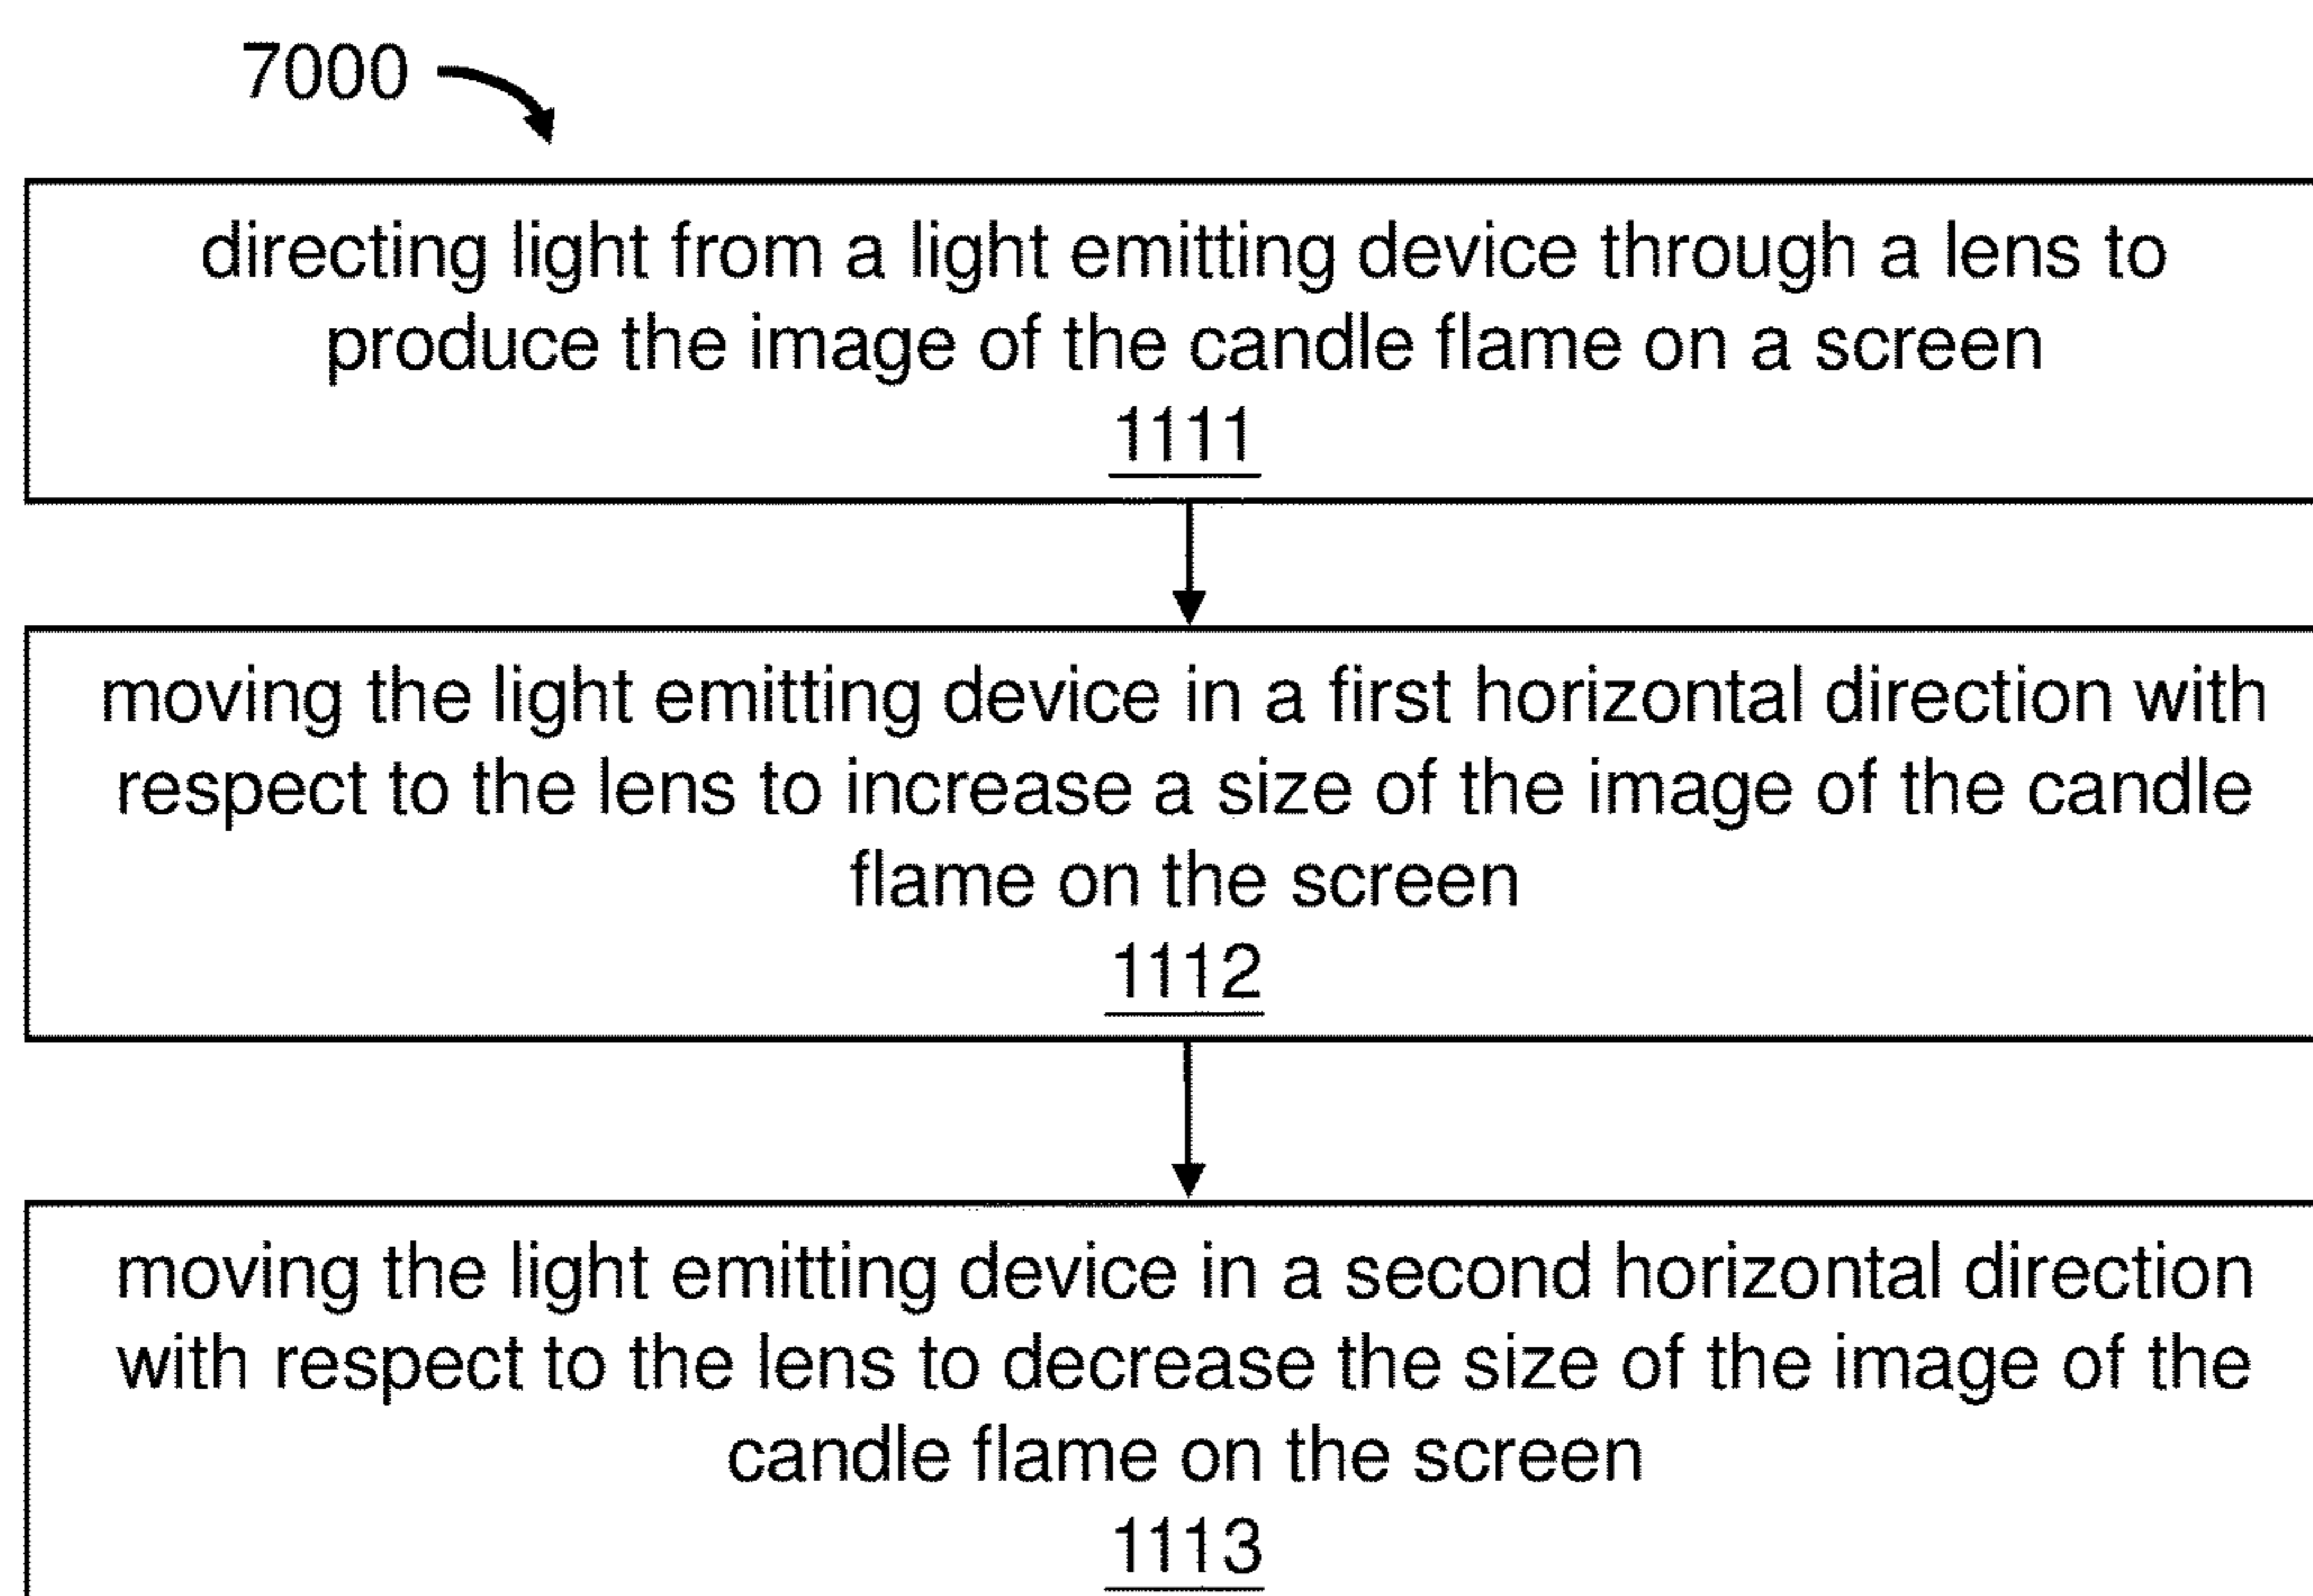 7000
directing light from a light emitting device through a lens to
produce the image of the candle flame on a screen
1111
moving the light emitting device in a first horizontal direction with
respect to the lens to increase a size of the image of the candle
flame on the screen
1112
moving the light emitting device in a second horizontal direction
with respect to the lens to decrease the size of the image of the
candle flame on the screen
1113